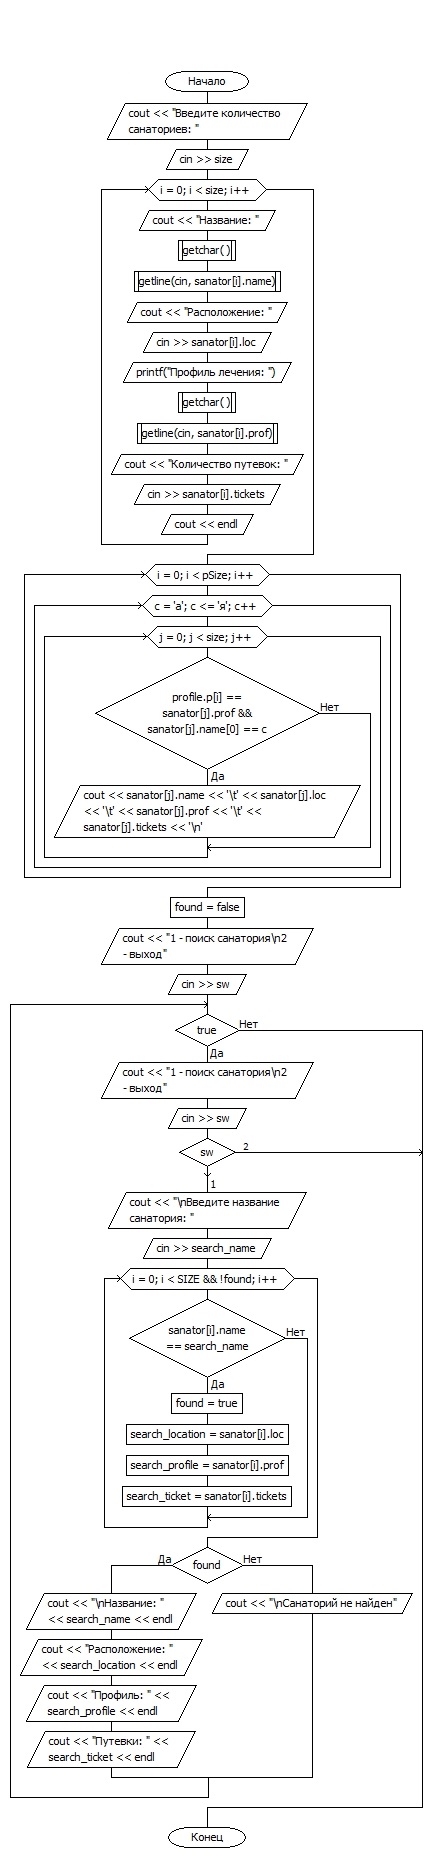 Начало
cout << "Введите количество
санаториев: "
cin >> size
i = 0; i < size; i++
cout << "Название: "
getchar()
getline(cin, sanator[i].name)
cout << "Расположение: "
cin >> sanator[i].loc
printf("Профиль лечения: ")
getchar()
getline(cin, sanator[i].prof)
cout << "Количество путевок: "
cin >> sanator[i].tickets
cout << endl
i = 0; i < pSize; i++
c = 'а'; c <= 'я'; c++
j = 0; j < size; j++
profile.p[i] ==
sanator[j].prof &&
sanator[j].name[0] == c
Нет
Да
cout << sanator[j].name << '\t' << sanator[j].loc
<< '\t' << sanator[j].prof << '\t' <<
sanator[j].tickets << '\n'
found = false
cout << "1 - поиск санатория\n2
- выход"
cin >> sw
true
Нет
Да
cout << "1 - поиск санатория\n2
- выход"
cin >> sw
sw
2
1
cout << "\nВведите название
санатория: "
cin >> search_name
i = 0; i < SIZE && !found; i++
sanator[i].name
== search_name
Нет
Да
found = true
search_location = sanator[i].loc
search_profile = sanator[i].prof
search_ticket = sanator[i].tickets
found
Да
Нет
cout << "\nНазвание: "
<< search_name << endl
cout << "\nСанаторий не найден"
cout << "Расположение: "
<< search_location << endl
cout << "Профиль: " <<
search_profile << endl
cout << "Путевки: " <<
search_ticket << endl
Конец